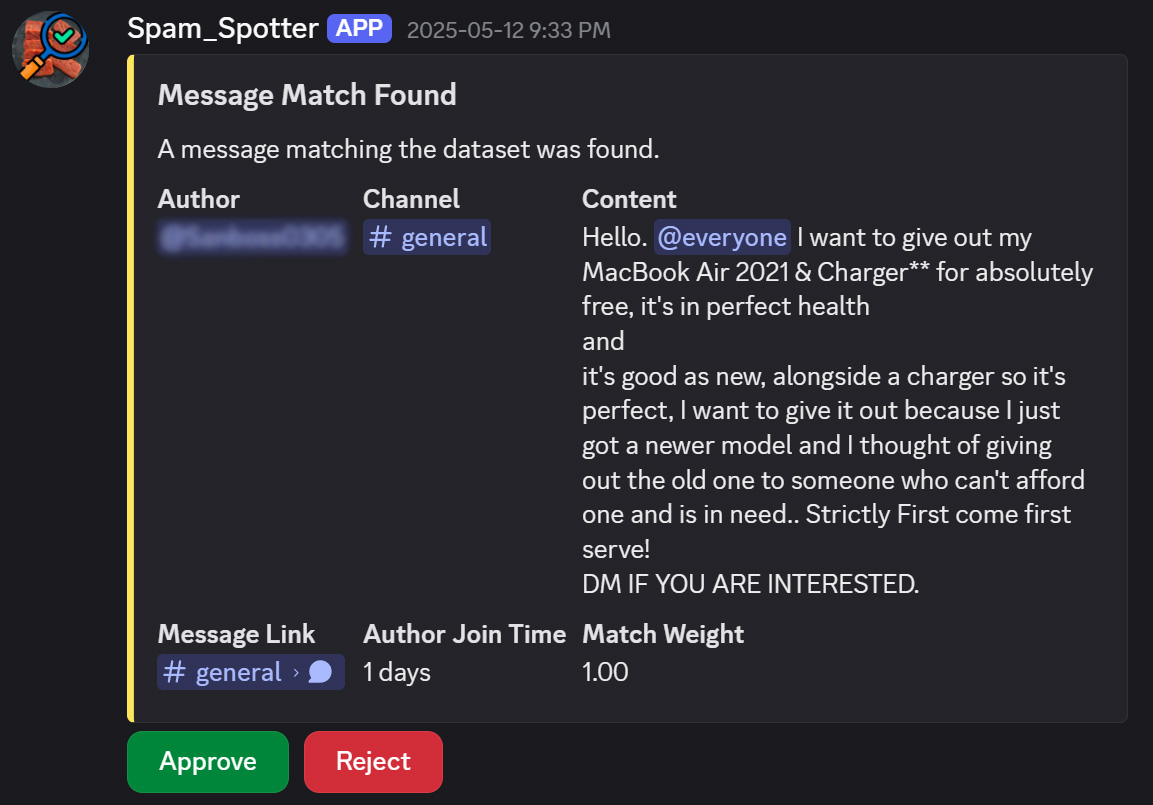 Spam_Spotter APP 2025-05-12 9:33 PM
Message Match Found
A message matching the dataset was found.
Author Channel Content
# general
Hello. @everyone I want to give out my
MacBook Air 2021 & Charger** for absolutely
free, it's in perfect health
and
it's good as new, alongside a charger so it's
perfect, I want to give it out because I just
got a newer model and I thought of giving
out the old one to someone who can't afford
one and is in need.. Strictly First come first
serve!
DM IF YOU ARE INTERESTED.
Message Link Author Join Time Match Weight
# general › 1 days 1.00
Approve Reject